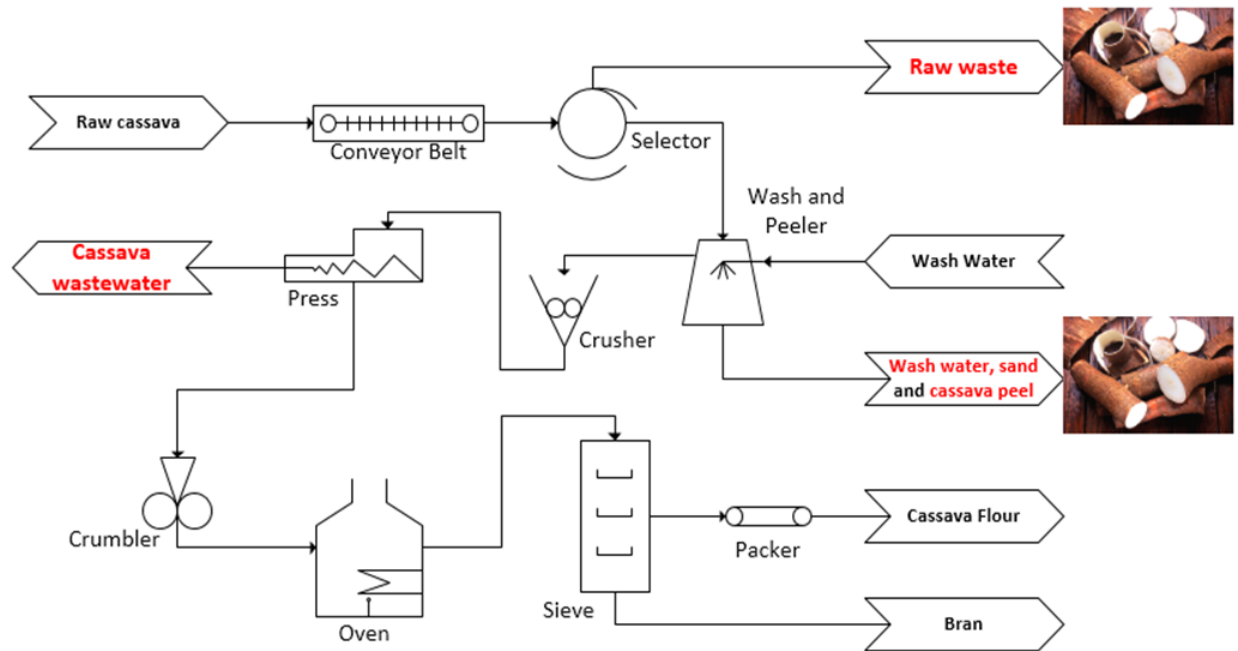 Raw waste
Raw cassava
Conveyor Belt
Selector
Wash and
Peeler
Cassava
wastewater
Wash Water
Press
Crusher
Wash water, sand
and cassava peel
Crumbler
Cassava Flour
Packer
Sieve
Oven
Bran